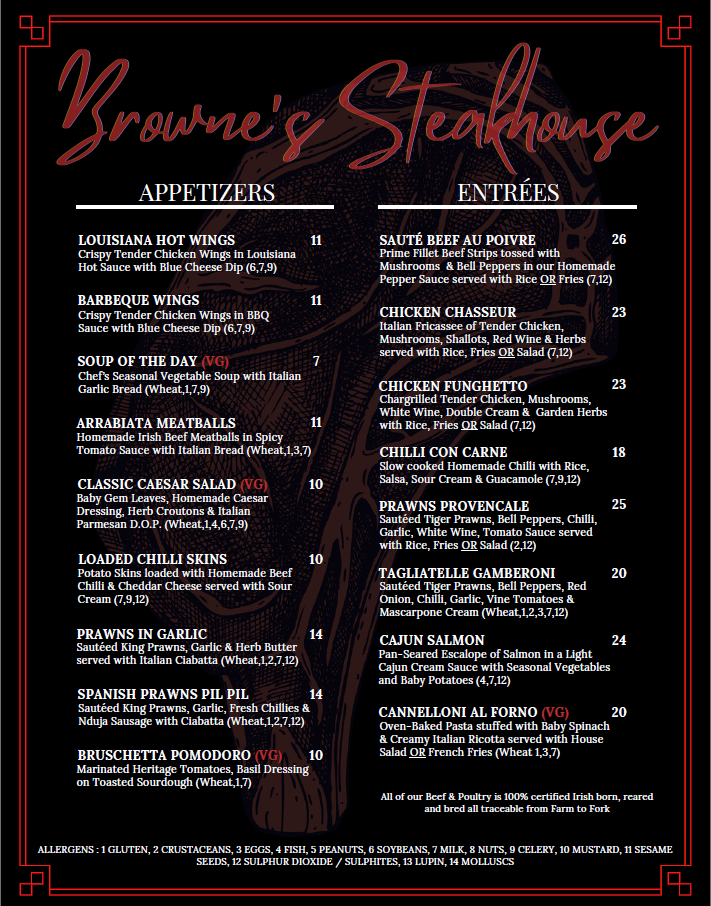 Browne's Steakhouse
APPETIZERS
LOUISIANA HOT WINGS 11
Crispy Tender Chicken Wings in Louisiana
Hot Sauce with Blue Cheese Dip (6,7,9)
BARBEQUE WINGS 11
Crispy Tender Chicken Wings in BBQ
Sauce with Blue Cheese Dip (6,7,9)
SOUP OF THE DAY (VG) 7
Chef's Seasonal Vegetable Soup with Italian
Garlic Bread (Wheat,1,7,9)
ARRABIATA MEATBALLS 11
Homemade Irish Beef Meatballs in Spicy
Tomato Sauce with Italian Bread (Wheat,1,3,7)
CLASSIC CAESAR SALAD (VG) 10
Baby Gem Leaves, Homemade Caesar
Dressing, Herb Croutons & Italian
Parmesan D.O.P. (Wheat,1,4,6,7,9)
LOADED CHILLI SKINS 10
Potato Skins loaded with Homemade Beef
Chilli & Cheddar Cheese served with Sour
Cream (7,9,12)
PRAWNS IN GARLIC 14
Sautéed King Prawns, Garlic & Herb Butter
served with Italian Ciabatta (Wheat,1,2,7,12)
SPANISH PRAWNS PIL PIL 14
Sautéed King Prawns, Garlic, Fresh Chillies &
Nduja Sausage with Ciabatta (Wheat,1,2,7,12)
BRUSCHETTA POMODORO (VG) 10
Marinated Heritage Tomatoes, Basil Dressing
on Toasted Sourdough (Wheat,1,7)
ENTRÉES
SAUTÉ BEEF AU POIVRE 26
Prime Fillet Beef Strips tossed with
Mushrooms & Bell Peppers in our Homemade
Pepper Sauce served with Rice OR Fries (7,12)
CHICKEN CHASSEUR 23
Italian Fricassee of Tender Chicken,
Mushrooms, Shallots, Red Wine & Herbs
served with Rice, Fries OR Salad (7,12)
CHICKEN FUNGHETTO 23
Chargrilled Tender Chicken, Mushrooms,
White Wine, Double Cream & Garden Herbs
with Rice, Fries OR Salad (7,12)
CHILLI CON CARNE 18
Slow cooked Homemade Chilli with Rice,
Salsa, Sour Cream & Guacamole (7,9,12)
PRAWNS PROVENCALE 25
Sautéed Tiger Prawns, Bell Peppers, Chilli,
Garlic, White Wine, Tomato Sauce served
with Rice, Fries OR Salad (2,12)
TAGLIATELLE GAMBERONI 20
Sautéed Tiger Prawns, Bell Peppers, Red
Onion, Chilli, Garlic, Vine Tomatoes &
Mascarpone Cream (Wheat,1,2,3,7,12)
CAJUN SALMON 24
Pan-Seared Escalope of Salmon in a Light
Cajun Cream Sauce with Seasonal Vegetables
and Baby Potatoes (4,7,12)
CANNELLONI AL FORNO (VG) 20
Oven-Baked Pasta stuffed with Baby Spinach
& Creamy Italian Ricotta served with House
Salad OR French Fries (Wheat 1,3,7)
All of our Beef & Poultry is 100% certified Irish born, reared
and bred all traceable from Farm to Fork
ALLERGENS : 1 GLUTEN, 2 CRUSTACEANS, 3 EGGS, 4 FISH, 5 PEANUTS, 6 SOYBEANS, 7 MILK, 8 NUTS, 9 CELERY, 10 MUSTARD, 11 SESAME
SEEDS, 12 SULPHUR DIOXIDE / SULPHITES, 13 LUPIN, 14 MOLLUSCS